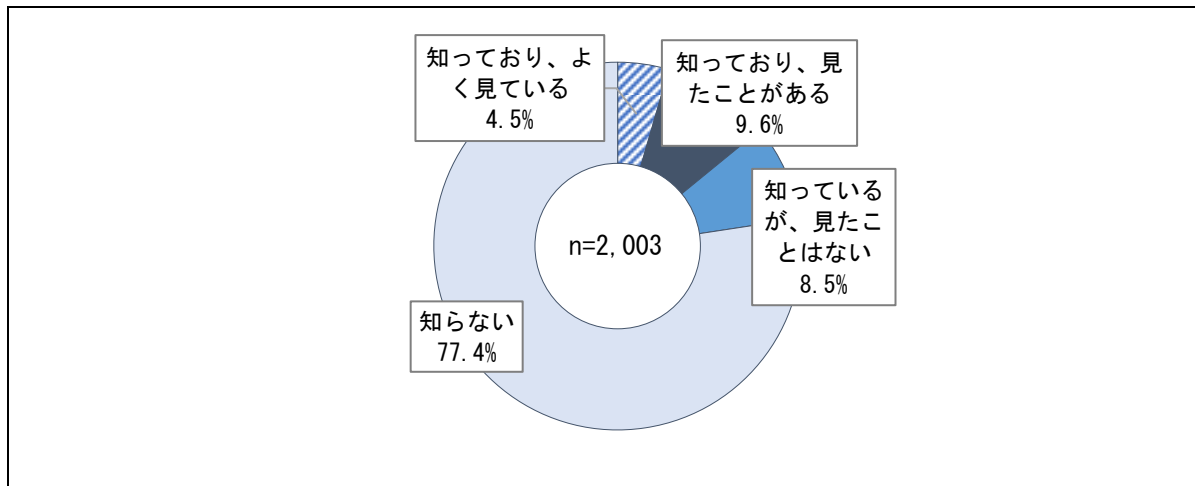 知っており、よ
く見ている
4.5%
知っており、見
たことがある
9.6%
知っている
が、見たこ
とはない
8.5%
n=2,003
知らない
77.4%